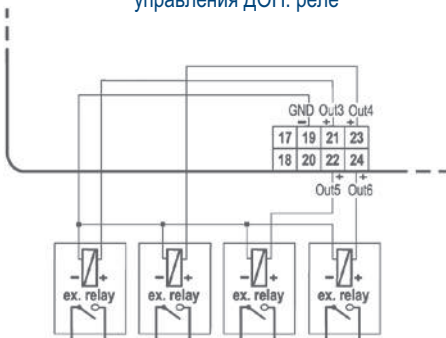 управления ДОП. реле
GND Out3 Out4
− + +
17 19 21 23
18 20 22 24
+ +
Out5 Out6
− + − + − + − +
ex. relay ex. relay ex. relay ex. relay